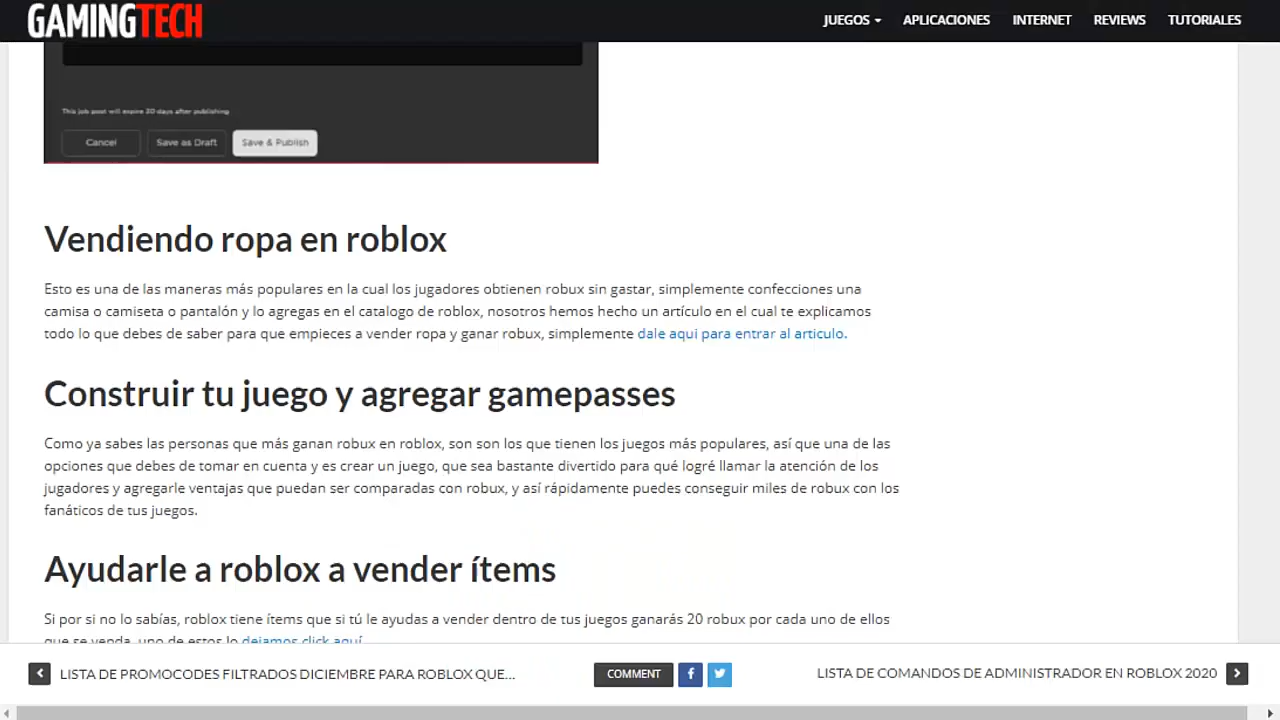 GAMINGTECH
JUEGOS APLICACIONES INTERNET REVIEWS TUTORIALES
This job post will expire 30 days after publishing
Cancel Save as Draft Save & Publish
Vendiendo ropa en roblox
Esto es una de las maneras más populares en la cual los jugadores obtienen robux sin gastar, simplemente confecciones una
camisa o camiseta o pantalón y lo agregas en el catalogo de roblox, nosotros hemos hecho un artículo en el cual te explicamos
todo lo que debes de saber para que empieces a vender ropa y ganar robux, simplemente dale aqui para entrar al articulo.
Construir tu juego y agregar gamepasses
Como ya sabes las personas que más ganan robux en roblox, son son los que tienen los juegos más populares, así que una de las
opciones que debes de tomar en cuenta y es crear un juego, que sea bastante divertido para qué logré llamar la atención de los
jugadores y agregarle ventajas que puedan ser comparadas con robux, y así rápidamente puedes conseguir miles de robux con los
fanáticos de tus juegos.
Ayudarle a roblox a vender ítems
Si por si no lo sabías, roblox tiene ítems que si tú le ayudas a vender dentro de tus juegos ganarás 20 robux por cada uno de ellos
que se venda, uno de estos lo dejamos click aquí
LISTA DE PROMOCODES FILTRADOS DICIEMBRE PARA ROBLOX QUE...
COMMENT
LISTA DE COMANDOS DE ADMINISTRADOR EN ROBLOX 2020